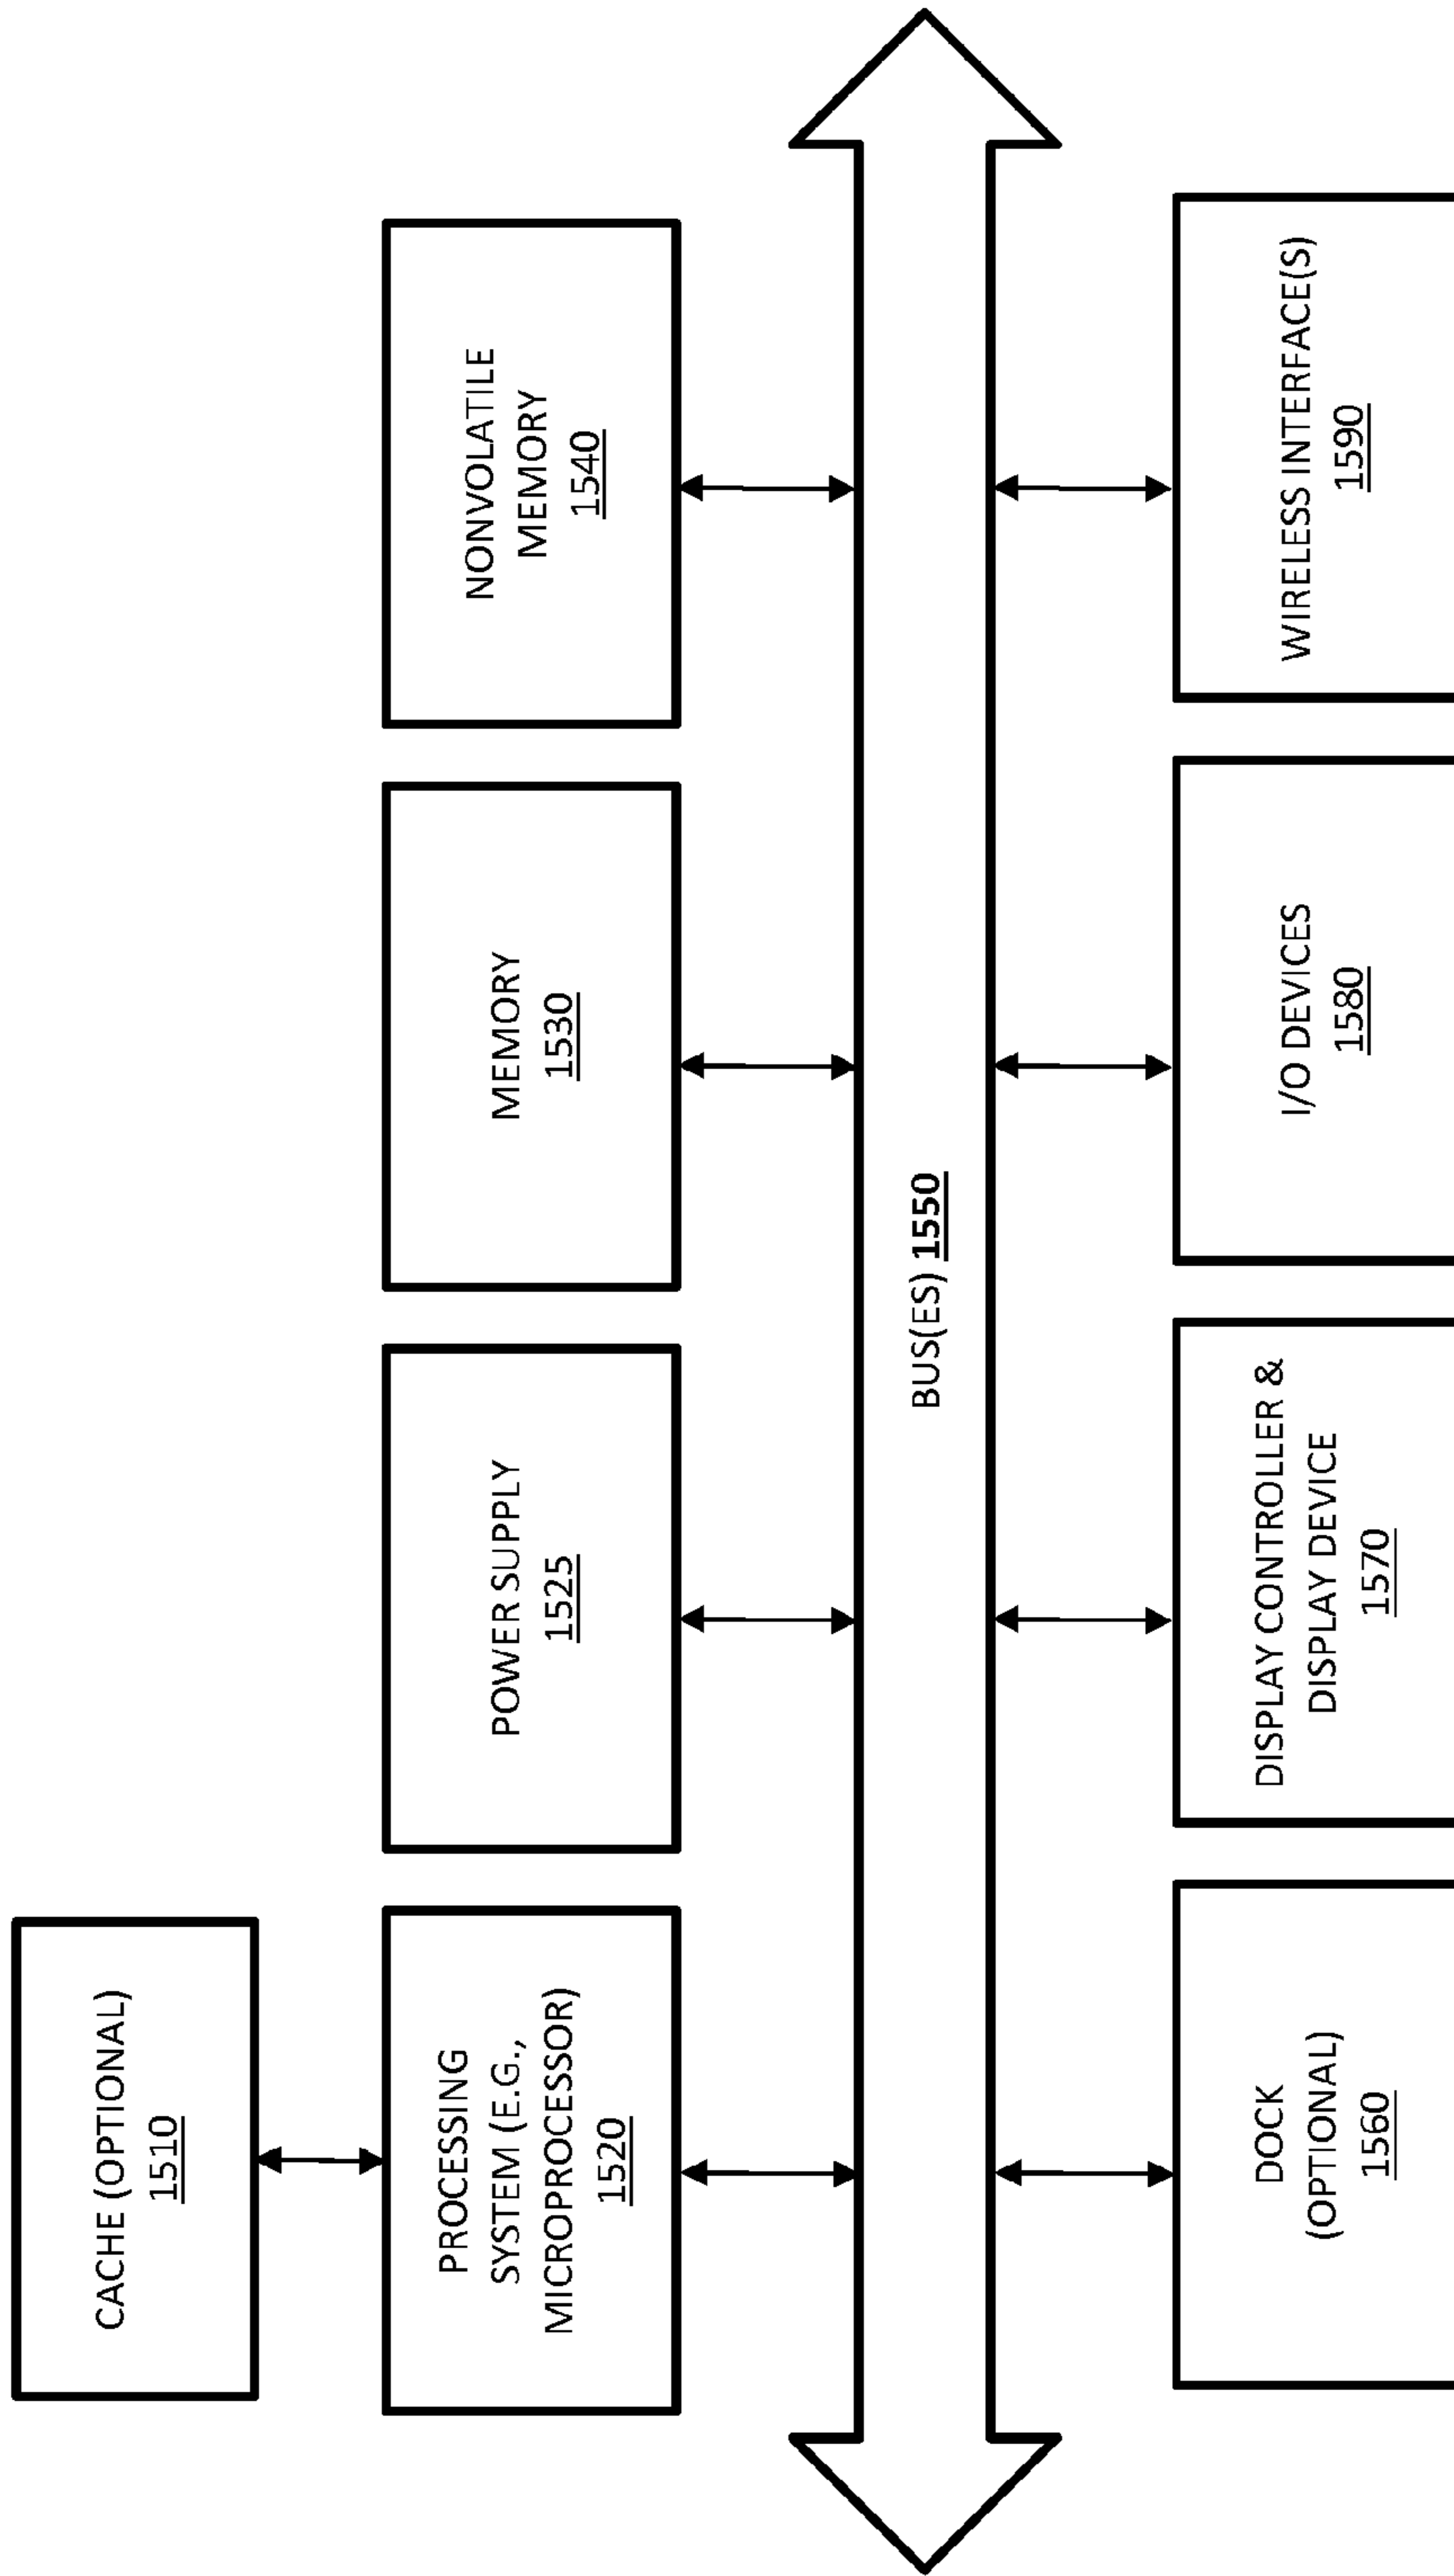 CACHE (OPTIONAL)
1510
PROCESSING
SYSTEM (E.G.,
MICROPROCESSOR)
1520
POWER SUPPLY
1525
MEMORY
1530
NONVOLATILE
MEMORY
1540
BUS(ES) 1550
DOCK
(OPTIONAL)
1560
DISPLAY CONTROLLER &
DISPLAY DEVICE
1570
I/O DEVICES
1580
WIRELESS INTERFACE(S)
1590